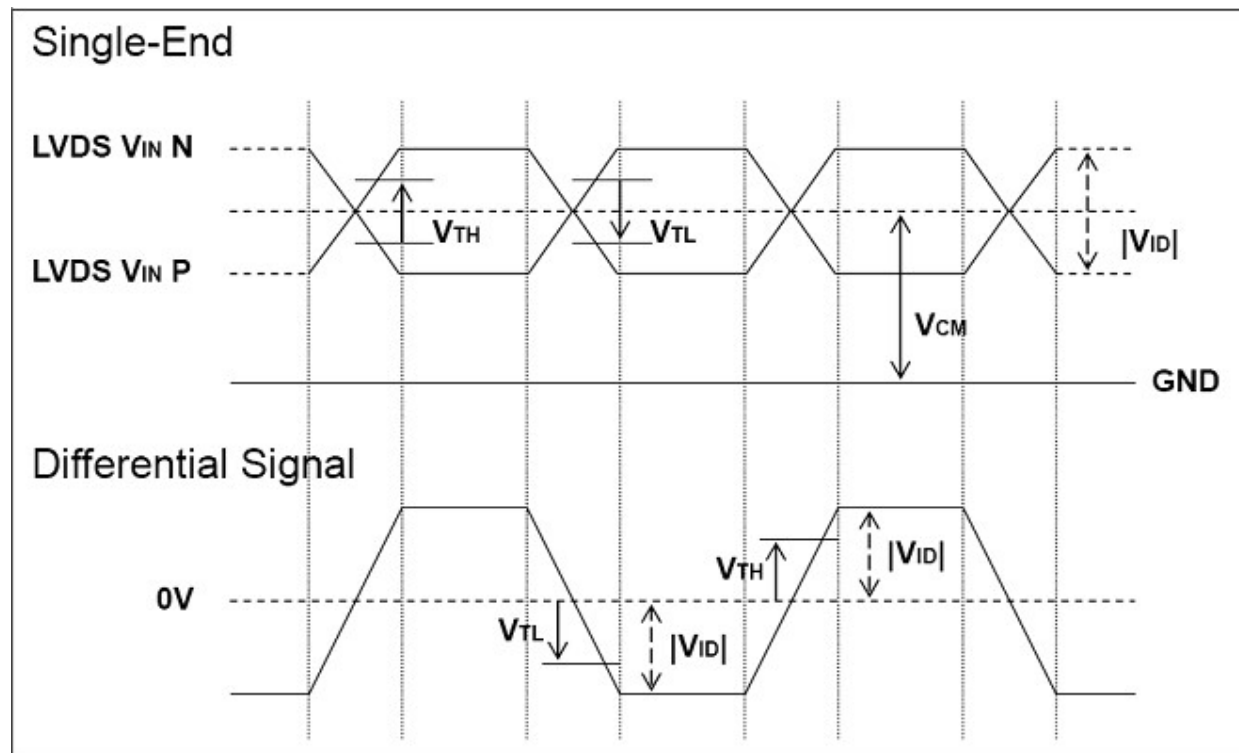 Single-End
LVDS VIN N
VTH
VTL
|VID|
LVDS VIN P
VCM
GND
Differential Signal
VTH
|VID|
0V
VTL
|VID|